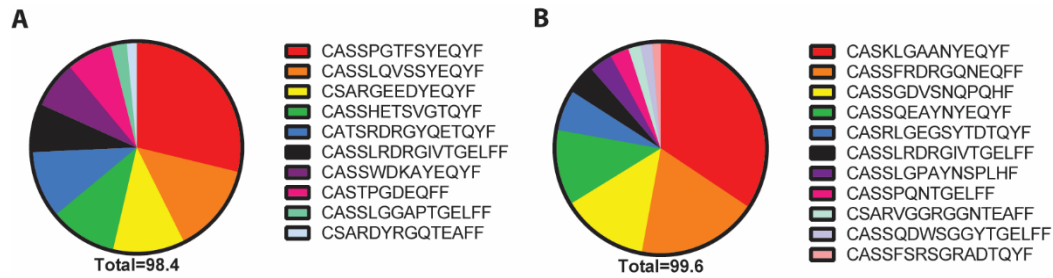 A
CASSPGTFSYEQYF
CASSLQVSSYEQYF
CSARGEEDYEQYF
CASSHETSVGTQYF
CATSRDRGYQETQYF
CASSLRDRGIVTGELFF
CASSWDKAYEQYF
CASTPGDEQFF
CASSLGGAPTGELFF
CSARDYRGQTEAFF
Total=98.4
B
CASKLGAANYEQYF
CASSFRDRGQNEQFF
CASSGDVSNQPQHF
CASSQEAYNYEQYF
CASRLGEGSYTDTQYF
CASSLRDRGIVTGELFF
CASSLGPAYNSPLHF
CASSPQNTGELFF
CSARVGGRGGNTEAFF
CASSQDWSGGYTGELFF
CASSFSRSGRADTQYF
Total=99.6